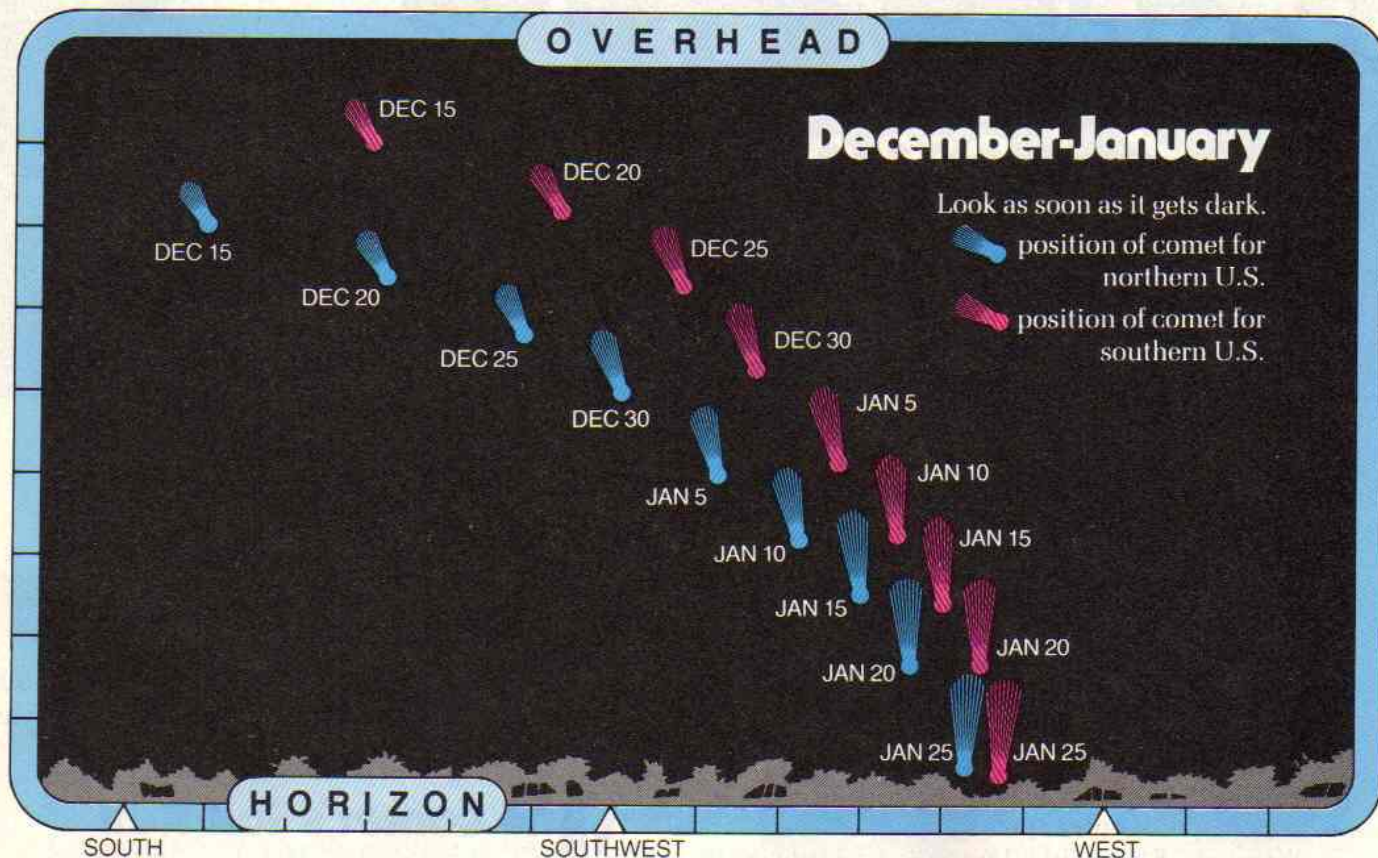 OVERHEAD
December-January
Look as soon as it gets dark.
position of comet for
northern U.S.
position of comet for
southern U.S.
DEC 15
DEC 20
DEC 15
DEC 25
DEC 20
DEC 30
DEC 25
JAN 5
DEC 30
JAN 10
JAN 5
JAN 15
JAN 10
JAN 15
JAN 20
JAN 20
JAN 25
JAN 25
HORIZON
SOUTH
SOUTHWEST
WEST